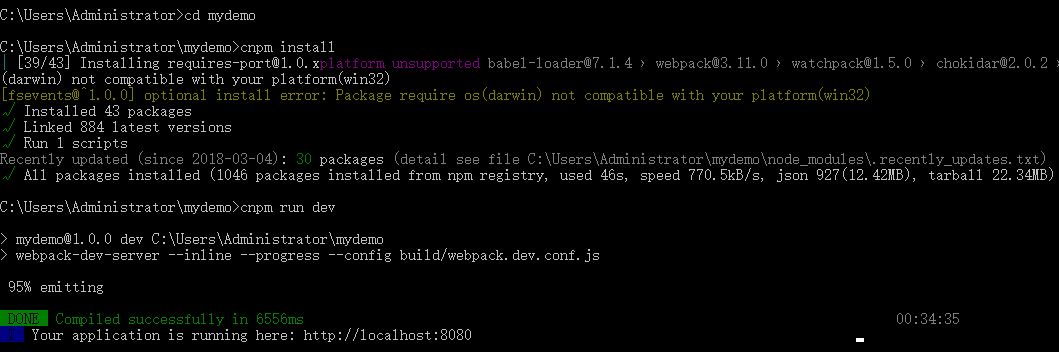 C:\Users\Administrator>cd mydemo
C:\Users\Administrator\mydemo>cnpm install
| [39/43] Installing requires-port@1.0.xplatform unsupported babel-loader@7.1.4 › webpack@3.11.0 › watchpack@1.5.0 › chokidar@2.0.2 ›
(darwin) not compatible with your platform(win32)
[fsevents@^1.0.0] optional install error: Package require os(darwin) not compatible with your platform(win32)
√ Installed 43 packages
√ Linked 884 latest versions
√ Run 1 scripts
Recently updated (since 2018-03-04): 30 packages (detail see file C:\Users\Administrator\mydemo\node_modules\.recently_updates.txt)
√ All packages installed (1046 packages installed from npm registry, used 46s, speed 770.5kB/s, json 927(12.42MB), tarball 22.34MB)
C:\Users\Administrator\mydemo>cnpm run dev
> mydemo@1.0.0 dev C:\Users\Administrator\mydemo
> webpack-dev-server --inline --progress --config build/webpack.dev.conf.js
95% emitting
DONE Compiled successfully in 6556ms 00:34:35
Your application is running here: http://localhost:8080